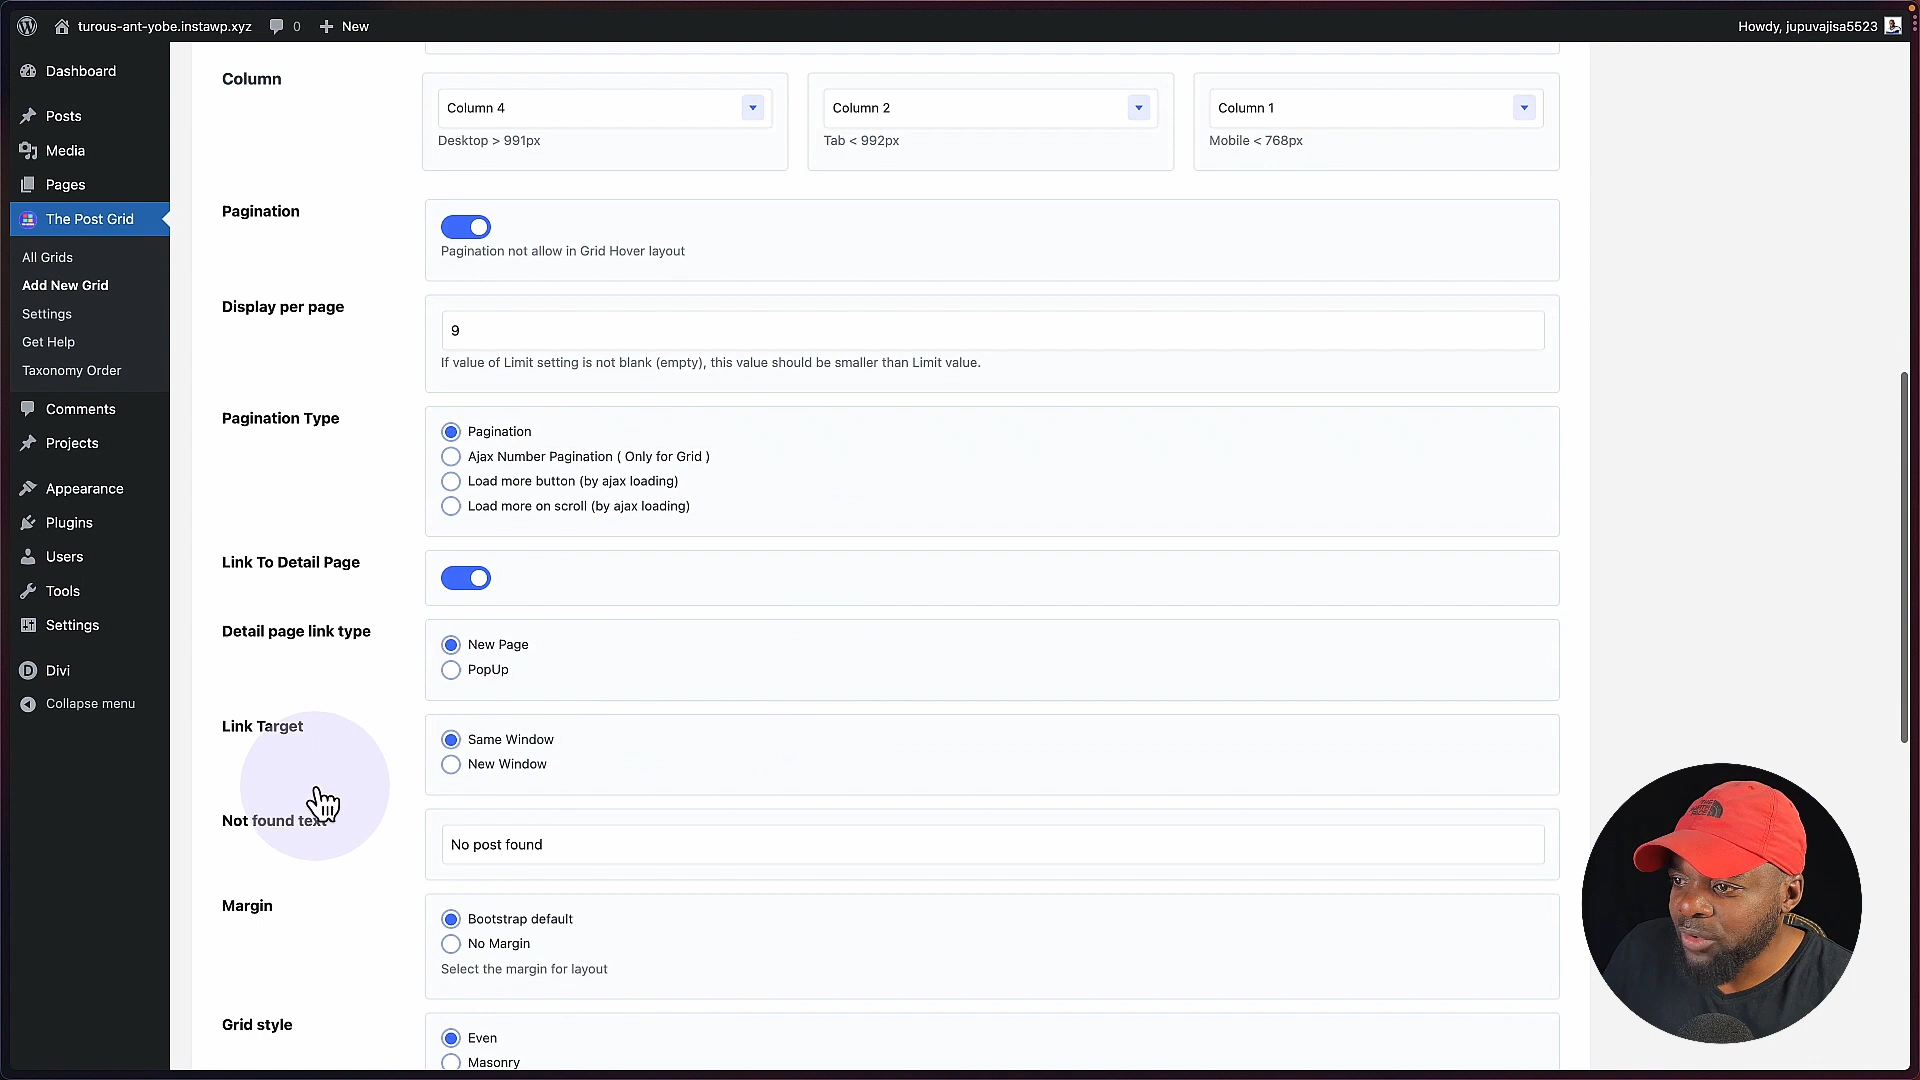 turous-ant-yobe.instawp.xyz 0 New Howdy, jupuvajisa5523
Dashboard
Posts
Media
Pages
The Post Grid
All Grids
Add New Grid
Settings
Get Help
Taxonomy Order
Comments
Projects
Appearance
Plugins
Users
Tools
Settings
Divi
Collapse menu
Column
Column 4
Desktop > 991px
Column 2
Tab < 992px
Column 1
Mobile < 768px
Pagination
Pagination not allow in Grid Hover layout
Display per page
9
If value of Limit setting is not blank (empty), this value should be smaller than Limit value.
Pagination Type
Pagination
Ajax Number Pagination ( Only for Grid )
Load more button (by ajax loading)
Load more on scroll (by ajax loading)
Link To Detail Page
Detail page link type
New Page
PopUp
Link Target
Same Window
New Window
Not found text
No post found
Margin
Bootstrap default
No Margin
Select the margin for layout
Grid style
Even
Masonry